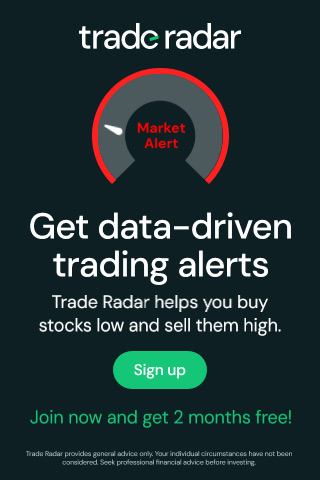 trade radar
Market
Alert
Get data-driven
trading alerts
Trade Radar helps you buy
stocks low and sell them high.
Sign up
Join now and get 2 months free!
Trade Radar provides general advice only. Your individual circumstances have not been
considered. Seek professional financial advice before investing.